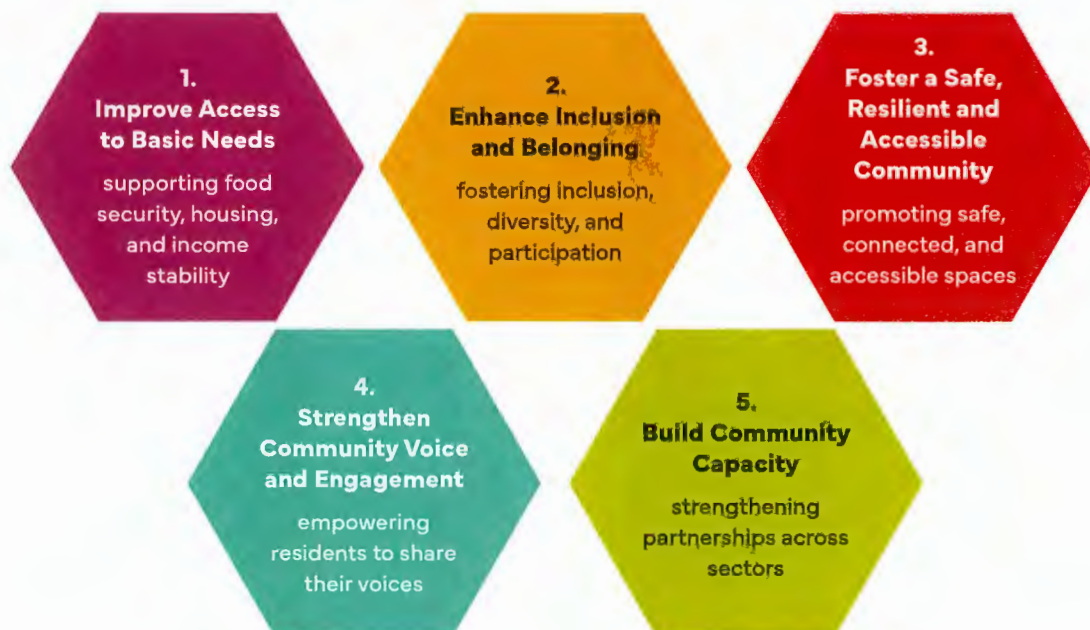 1.
Improve Access
to Basic Needs
supporting food
security, housing,
and income
stability
2.
Enhance Inclusion
and Belonging
fostering inclusion,
diversity, and
participation
3.
Foster a Safe,
Resilient and
Accessible
Community
promoting safe,
connected, and
accessible spaces
4.
Strengthen
Community Voice
and Engagement
empowering
residents to share
their voices
5.
Build Community
Capacity
strengthening
partnerships across
sectors